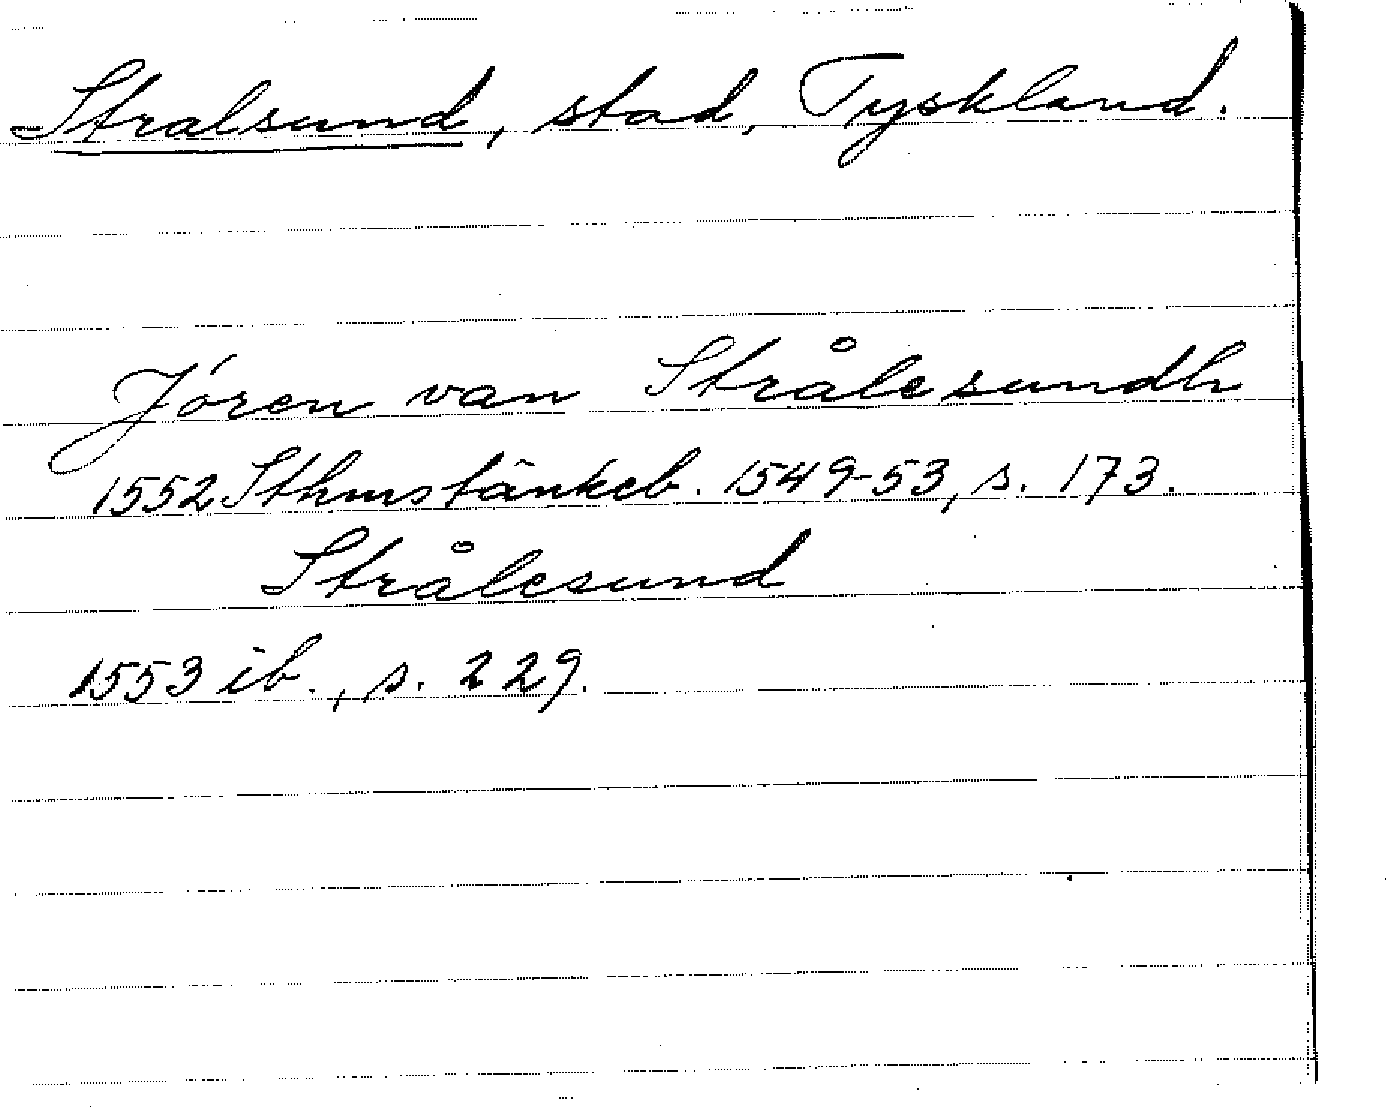 Stralsund, stad, Tyskland.
Jören van Strålesundh
1552 Sthmstänkeb. 1549-53, s. 173.
Strålesund
1553 ib., s. 229.